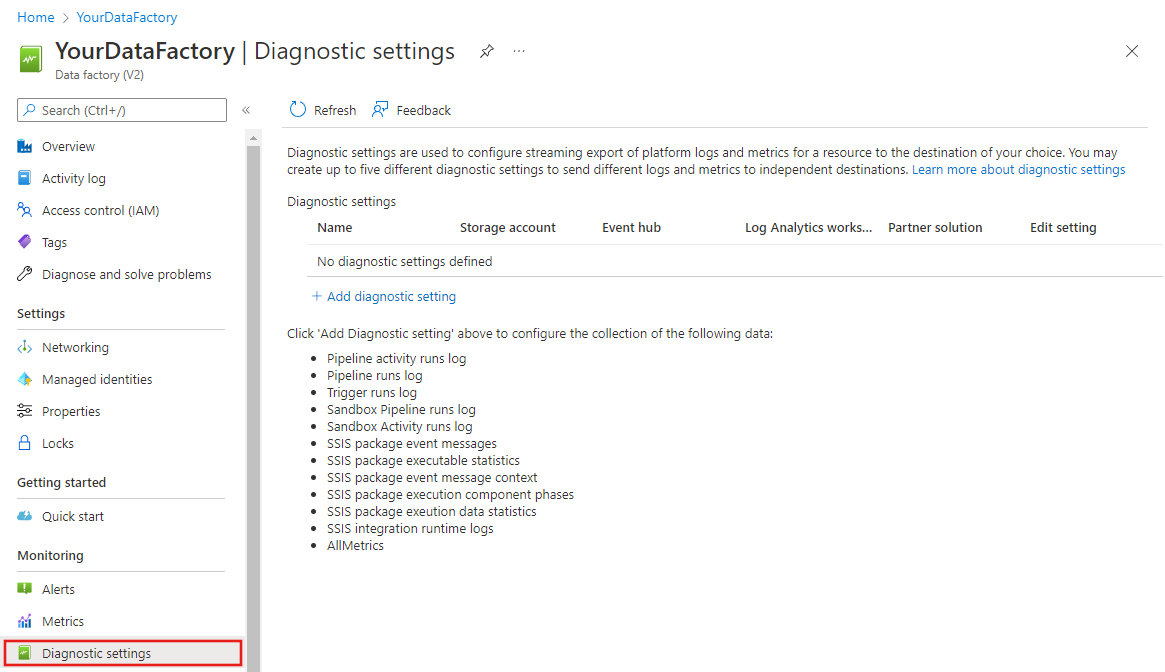 Home > YourDataFactory
YourDataFactory | Diagnostic settings
Data factory (V2)
Search (Ctrl+/)
Overview
Activity log
Access control (IAM)
Tags
Diagnose and solve problems
Settings
Networking
Managed identities
Properties
Locks
Getting started
Quick start
Monitoring
Alerts
Metrics
Diagnostic settings
Refresh Feedback
Diagnostic settings are used to configure streaming export of platform logs and metrics for a resource to the destination of your choice. You may
create up to five different diagnostic settings to send different logs and metrics to independent destinations. Learn more about diagnostic settings
Diagnostic settings
Name Storage account Event hub Log Analytics works... Partner solution Edit setting
No diagnostic settings defined
+ Add diagnostic setting
Click 'Add Diagnostic setting' above to configure the collection of the following data:
• Pipeline activity runs log
• Pipeline runs log
• Trigger runs log
• Sandbox Pipeline runs log
• Sandbox Activity runs log
• SSIS package event messages
• SSIS package executable statistics
• SSIS package event message context
• SSIS package execution component phases
• SSIS package exeution data statistics
• SSIS integration runtime logs
• AllMetrics